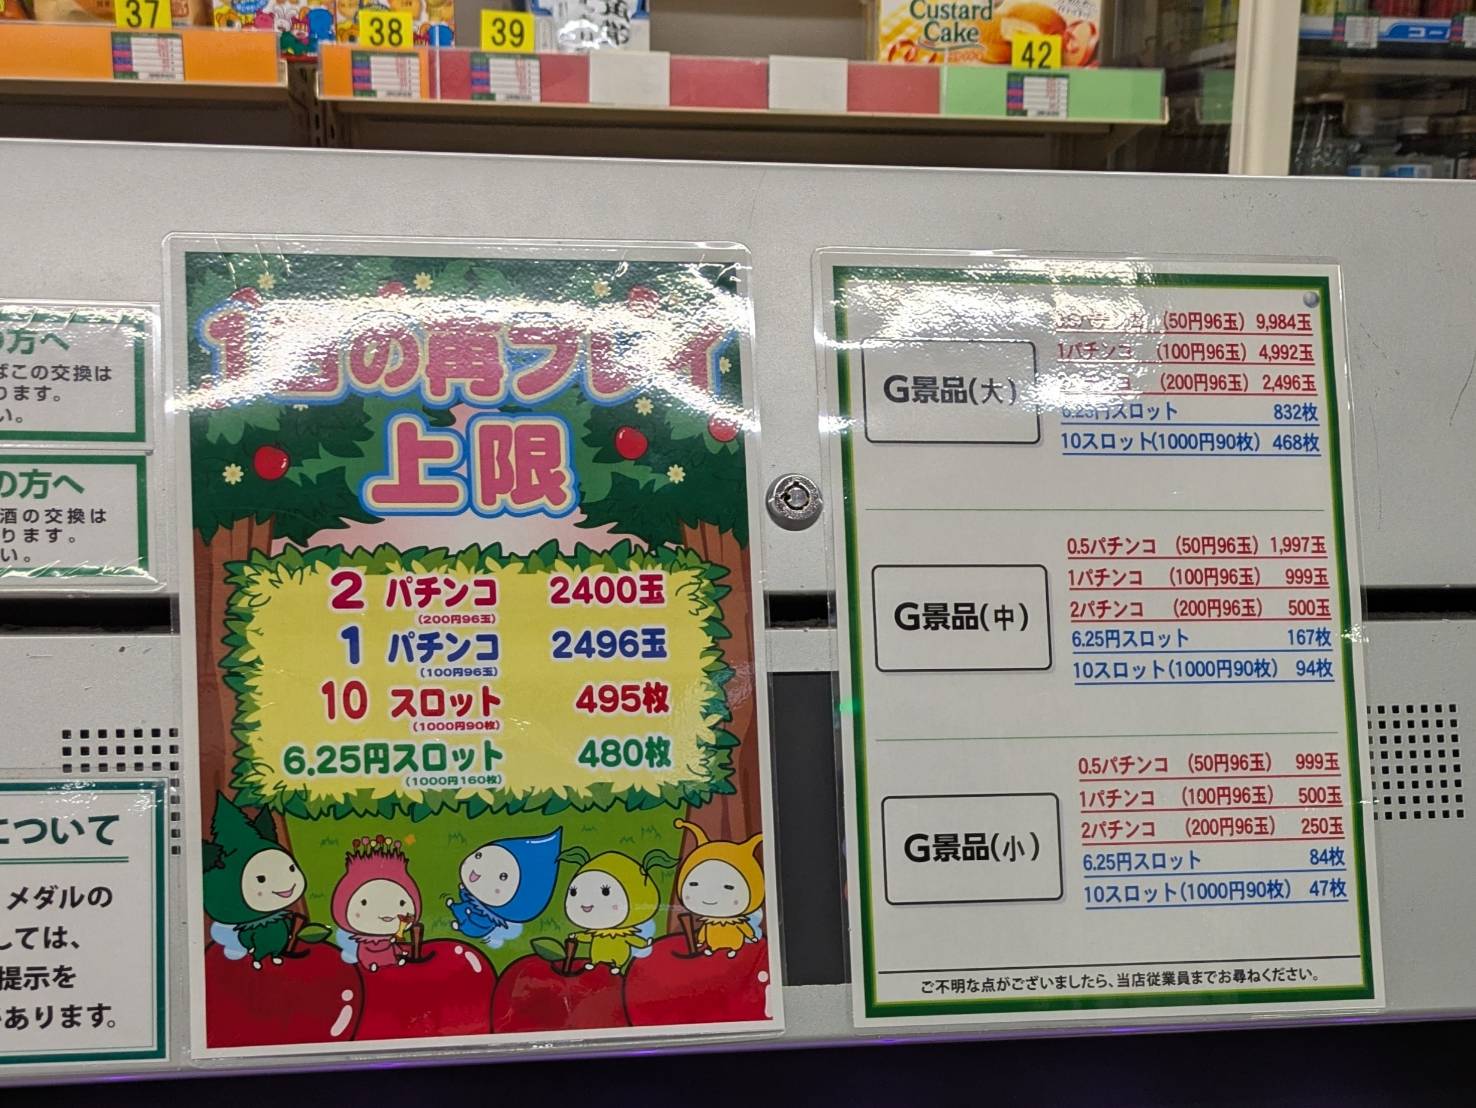 37
38
39
42
Custard
Cake
方へ
ばこの交換は
ります。
い。
の方へ
酒の交換は
ります。
い。
について
メダルの
しては、
提示を
あります。
の再プレイ
上限
2 パチンコ 2400玉
(200円96玉)
1 パチンコ 2496玉
(100円96玉)
10 スロット 495枚
(1000円90枚)
6.25円スロット 480枚
(1000円160枚)
G景品(大)
(50円96玉) 9,984玉
1パチンコ (100円96玉) 4,992玉
(200円96玉) 2,496玉
6.25円スロット 832枚
10スロット(1000円90枚) 468枚
G景品(中)
0.5パチンコ (50円96玉) 1,997玉
1パチンコ (100円96玉) 999玉
2パチンコ (200円96玉) 500玉
6.25円スロット 167枚
10スロット(1000円90枚) 94枚
G景品(小)
0.5パチンコ (50円96玉) 999玉
1パチンコ (100円96玉) 500玉
2パチンコ (200円96玉) 250玉
6.25円スロット 84枚
10スロット(1000円90枚) 47枚
ご不明な点がございましたら、当店従業員までお尋ねください。